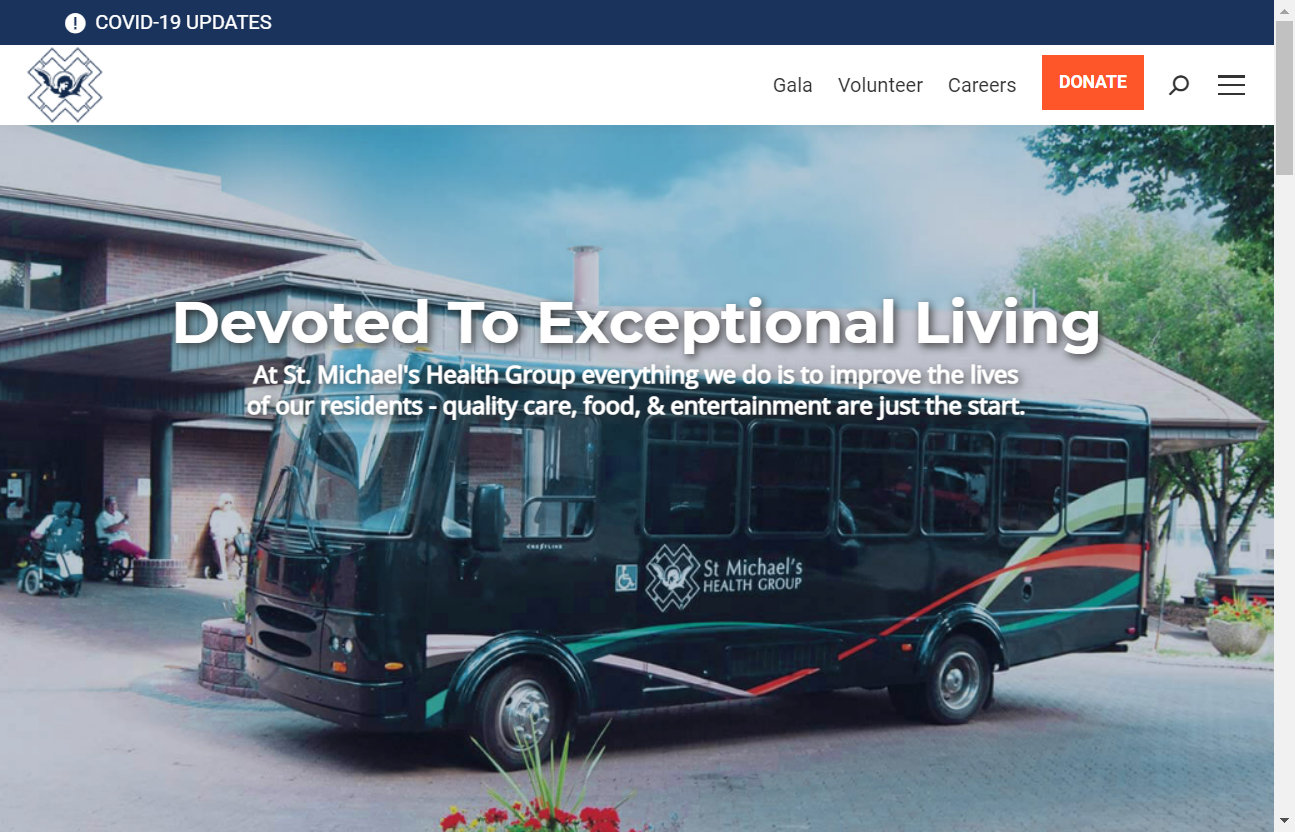 COVID-19 UPDATES
Gala
Volunteer
Careers
DONATE
Devoted To Exceptional Living
At St. Michael's Health Group everything we do is to improve the lives
of our residents - quality care, food, & entertainment are just the start.
CRESTLINE
St Michael's
HEALTH GROUP